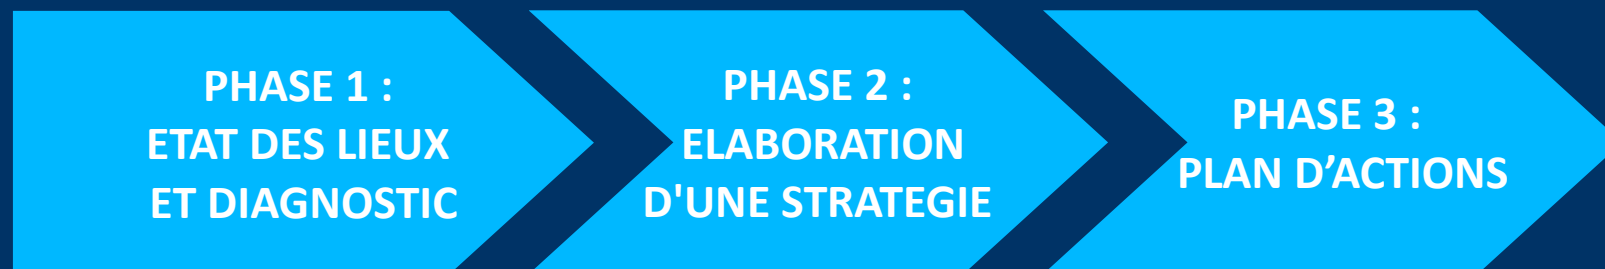 PHASE 1 :
ETAT DES LIEUX
ET DIAGNOSTIC
PHASE 2 :
ELABORATION
D'UNE STRATEGIE
PHASE 3 :
PLAN D’ACTIONS